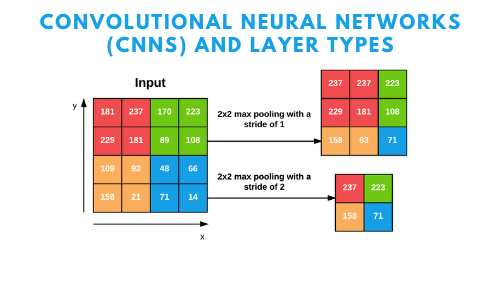 CONVOLUTIONAL NEURAL NETWORKS
(CNNS) AND LAYER TYPES
Input
y
181 237 170 223
229 181 89 108
109 93 48 66
158 21 71 14
x
2x2 max pooling with a
stride of 1
237 237 223
229 181 108
158 93 71
2x2 max pooling with a
stride of 2
237 223
158 71